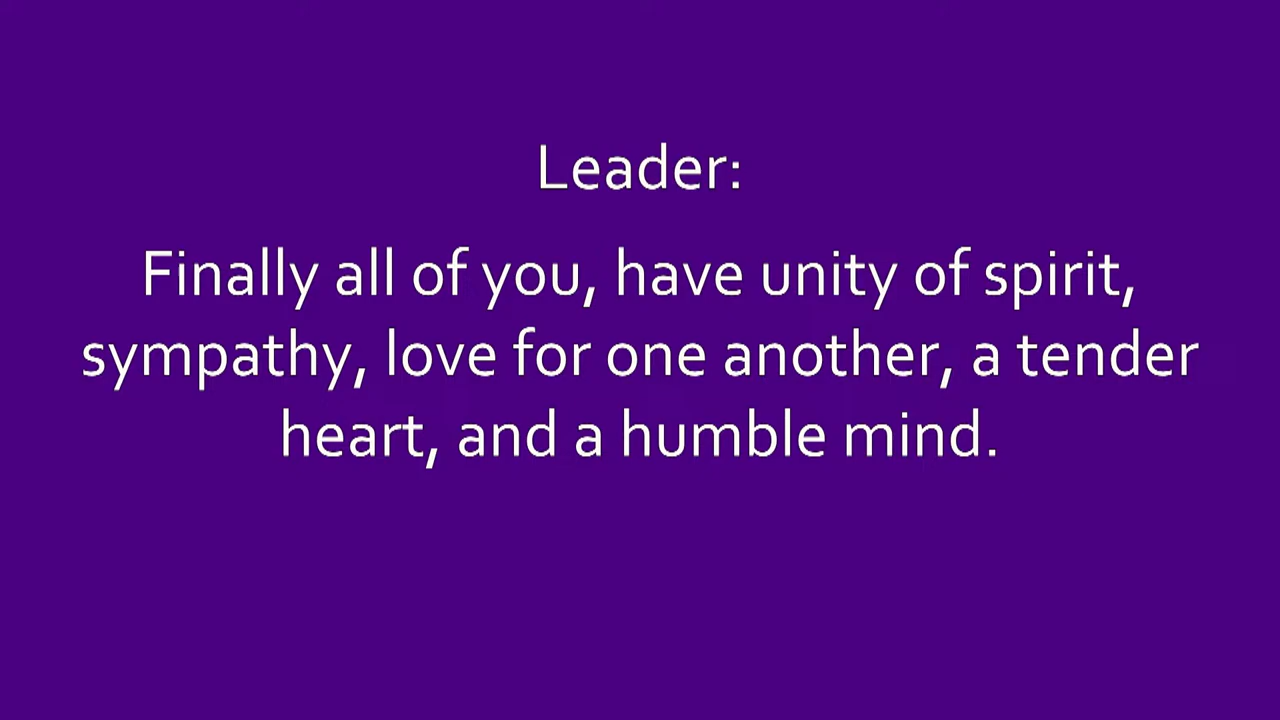 Leader:
Finally all of you, have unity of spirit,
sympathy, love for one another, a tender
heart, and a humble mind.